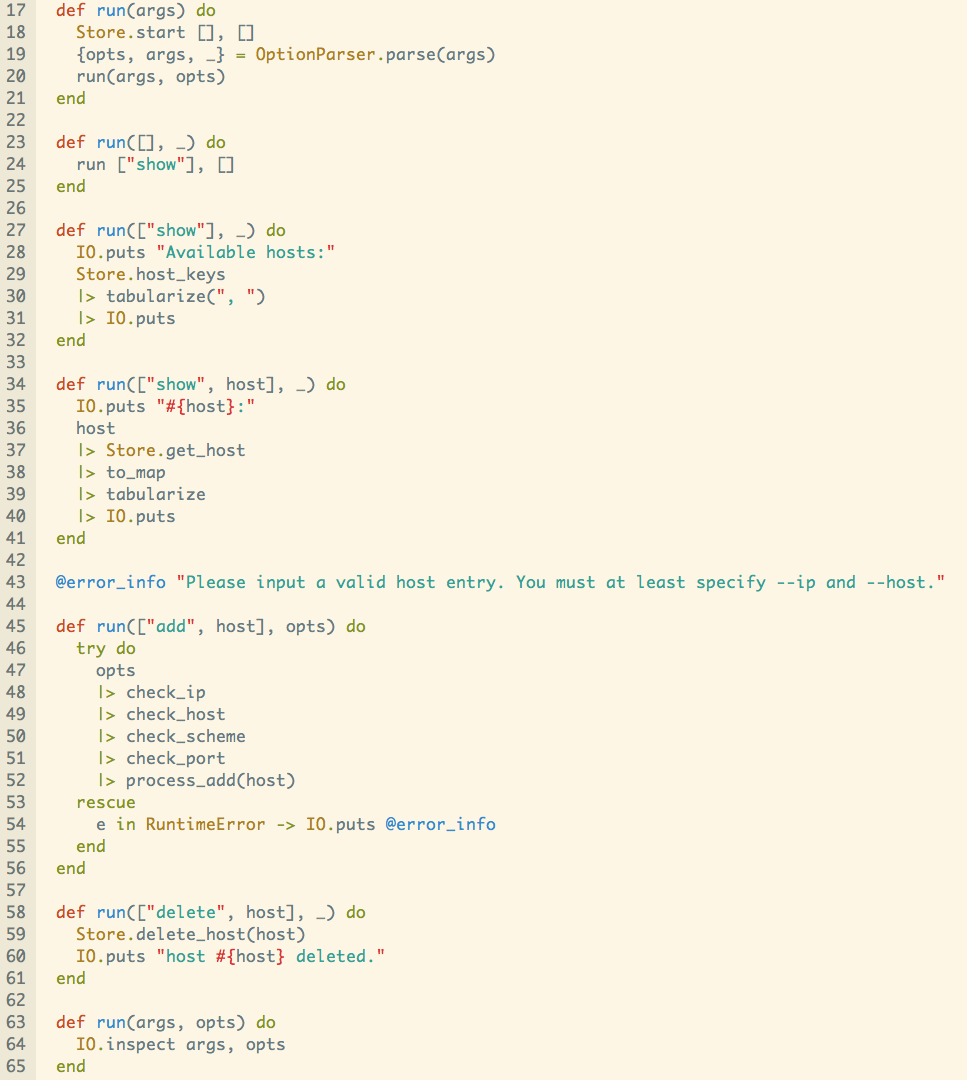 17 def run(args) do
18   Store.start [], []
19   {opts, args, _} = OptionParser.parse(args)
20   run(args, opts)
21 end
22
23 def run([], _) do
24   run ["show"], []
25 end
26
27 def run(["show"], _) do
28   IO.puts "Available hosts:"
29   Store.host_keys
30   |> tabularize(", ")
31   |> IO.puts
32 end
33
34 def run(["show", host], _) do
35   IO.puts "#{host}:"
36   host
37   |> Store.get_host
38   |> to_map
39   |> tabularize
40   |> IO.puts
41 end
42
43 @error_info "Please input a valid host entry. You must at least specify --ip and --host."
44
45 def run(["add", host], opts) do
46   try do
47     opts
48     |> check_ip
49     |> check_host
50     |> check_scheme
51     |> check_port
52     |> process_add(host)
53   rescue
54     e in RuntimeError -> IO.puts @error_info
55   end
56 end
57
58 def run(["delete", host], _) do
59   Store.delete_host(host)
60   IO.puts "host #{host} deleted."
61 end
62
63 def run(args, opts) do
64   IO.inspect args, opts
65 end